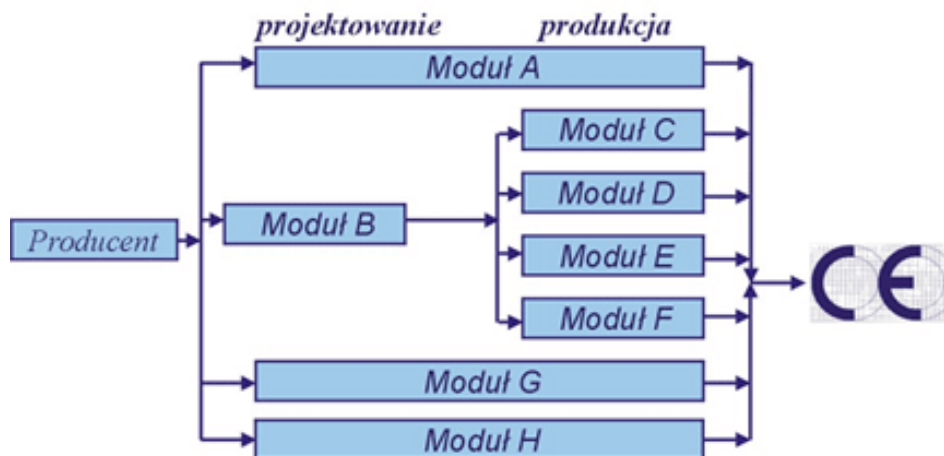 projektowanie produkcja
Moduł A
Moduł C
Moduł D
Producent
Moduł B
Moduł E
CE
Moduł F
Moduł G
Moduł H